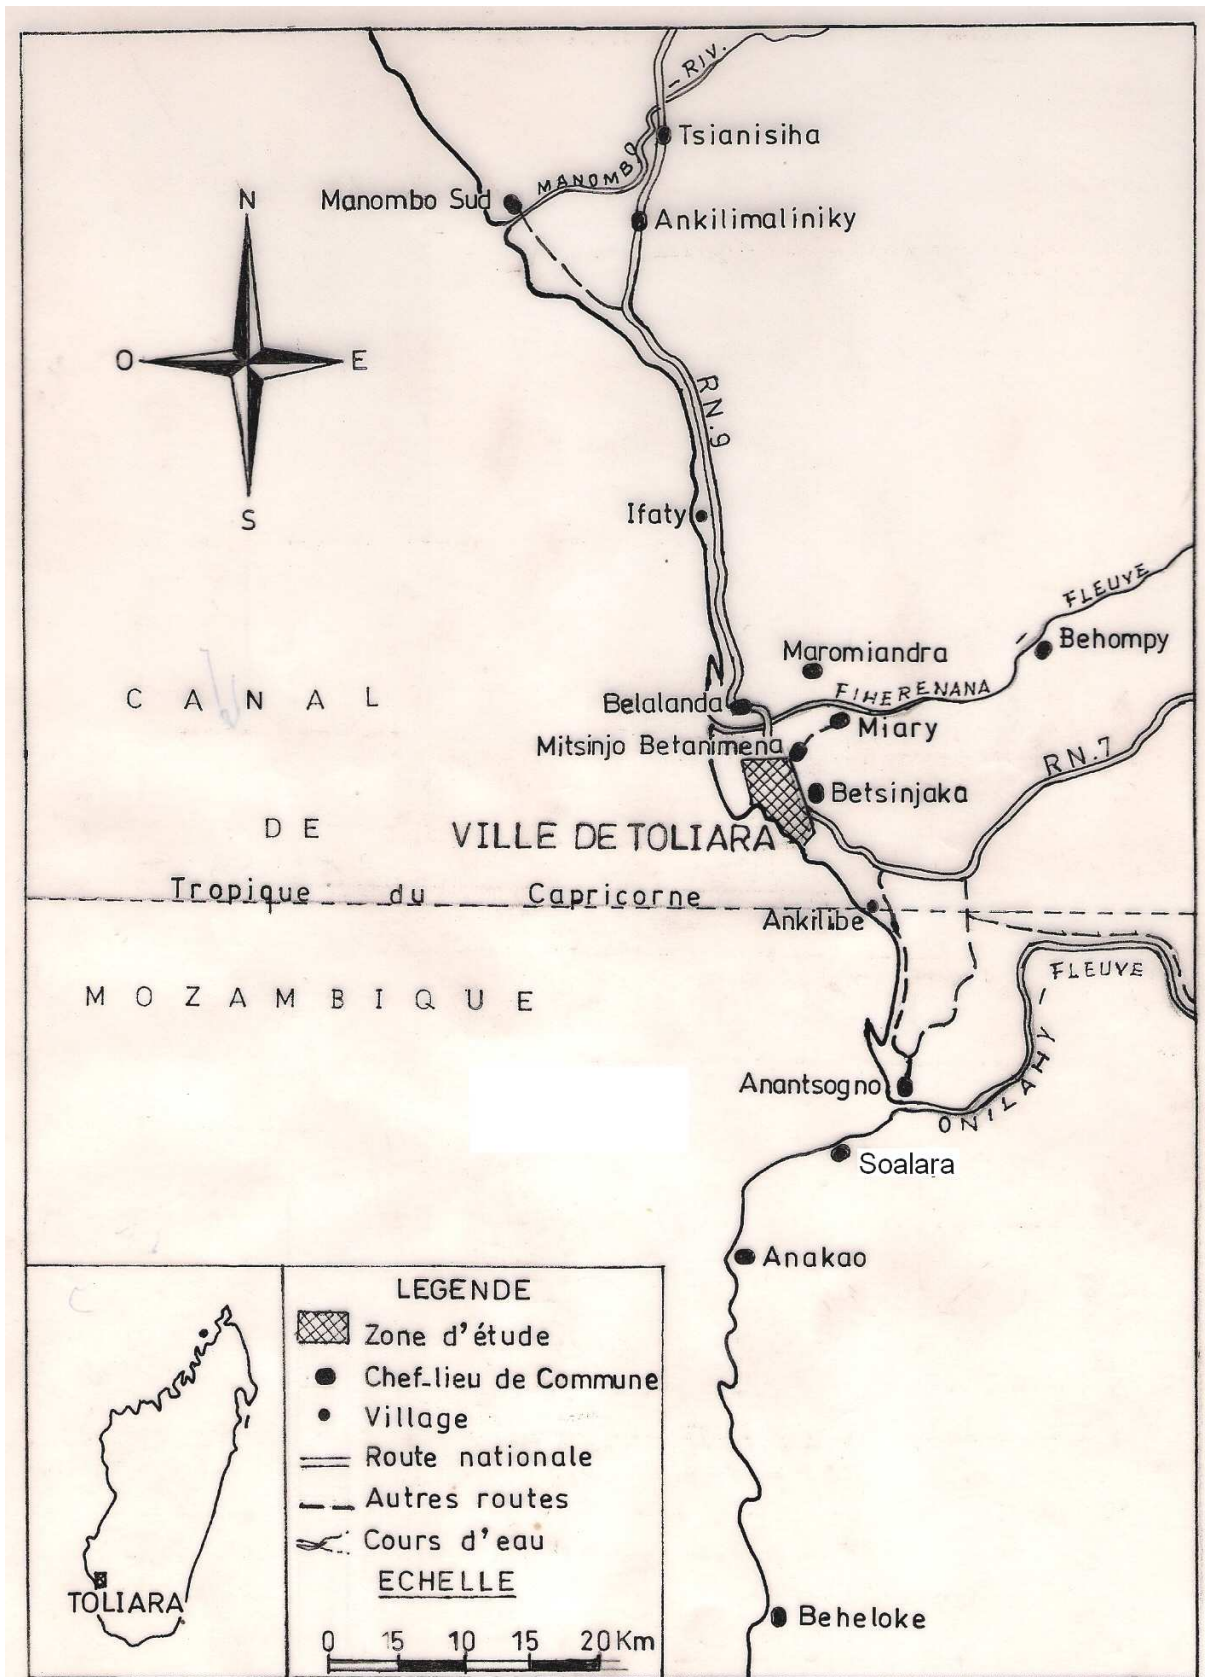 RIV.
MANOMBO
Tsianisiha
Manombo Sud
Ankilimaliniky
N
O
E
S
RN.9
Ifaty
FLEUVE
Behompy
Maromiandra
FIHERENANA
CANAL
Belalanda
Miary
Mitsinjo Betanimena
RN.7
Betsinjaka
DE
VILLE DE TOLIARA
Tropique du Capricorne
Ankilibe
MOZAMBIQUE
FLEUVE
ONILAHY
Anantsogno
Soalara
Anakao
LEGENDE
Zone d'étude
Chef-lieu de Commune
Village
Route nationale
Autres routes
Cours d'eau
ECHELLE
0 15 10 15 20 Km
TOLIARA
Beheloke